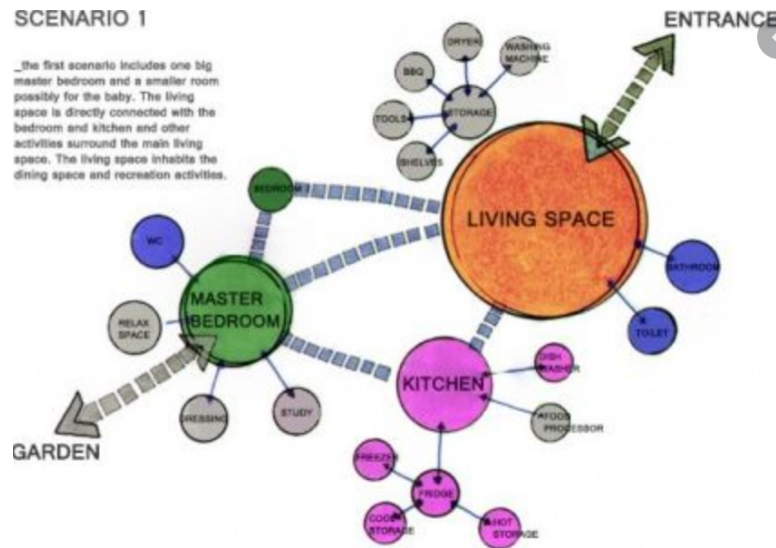 SCENARIO 1
ENTRANCE
_the first scenario includes one big
master bedroom and a smaller room
possibly for the baby. The living
space is directly connected with the
bedroom and kitchen and other
activities surround the main living
space. The living space inhabits the
dining space and recreation activities.
DRYER
WASHING
MACHINE
BBQ
TOOLS
STORAGE
SHELVES
BEDROOM
LIVING SPACE
WC
BATHROOM
MASTER
BEDROOM
RELAX
SPACE
TOILET
DISH
WASHER
KITCHEN
DRESSING
STUDY
FOOD
PROCESSOR
GARDEN
FREEZER
FRIDGE
COOL
STORAGE
HOT
STORAGE